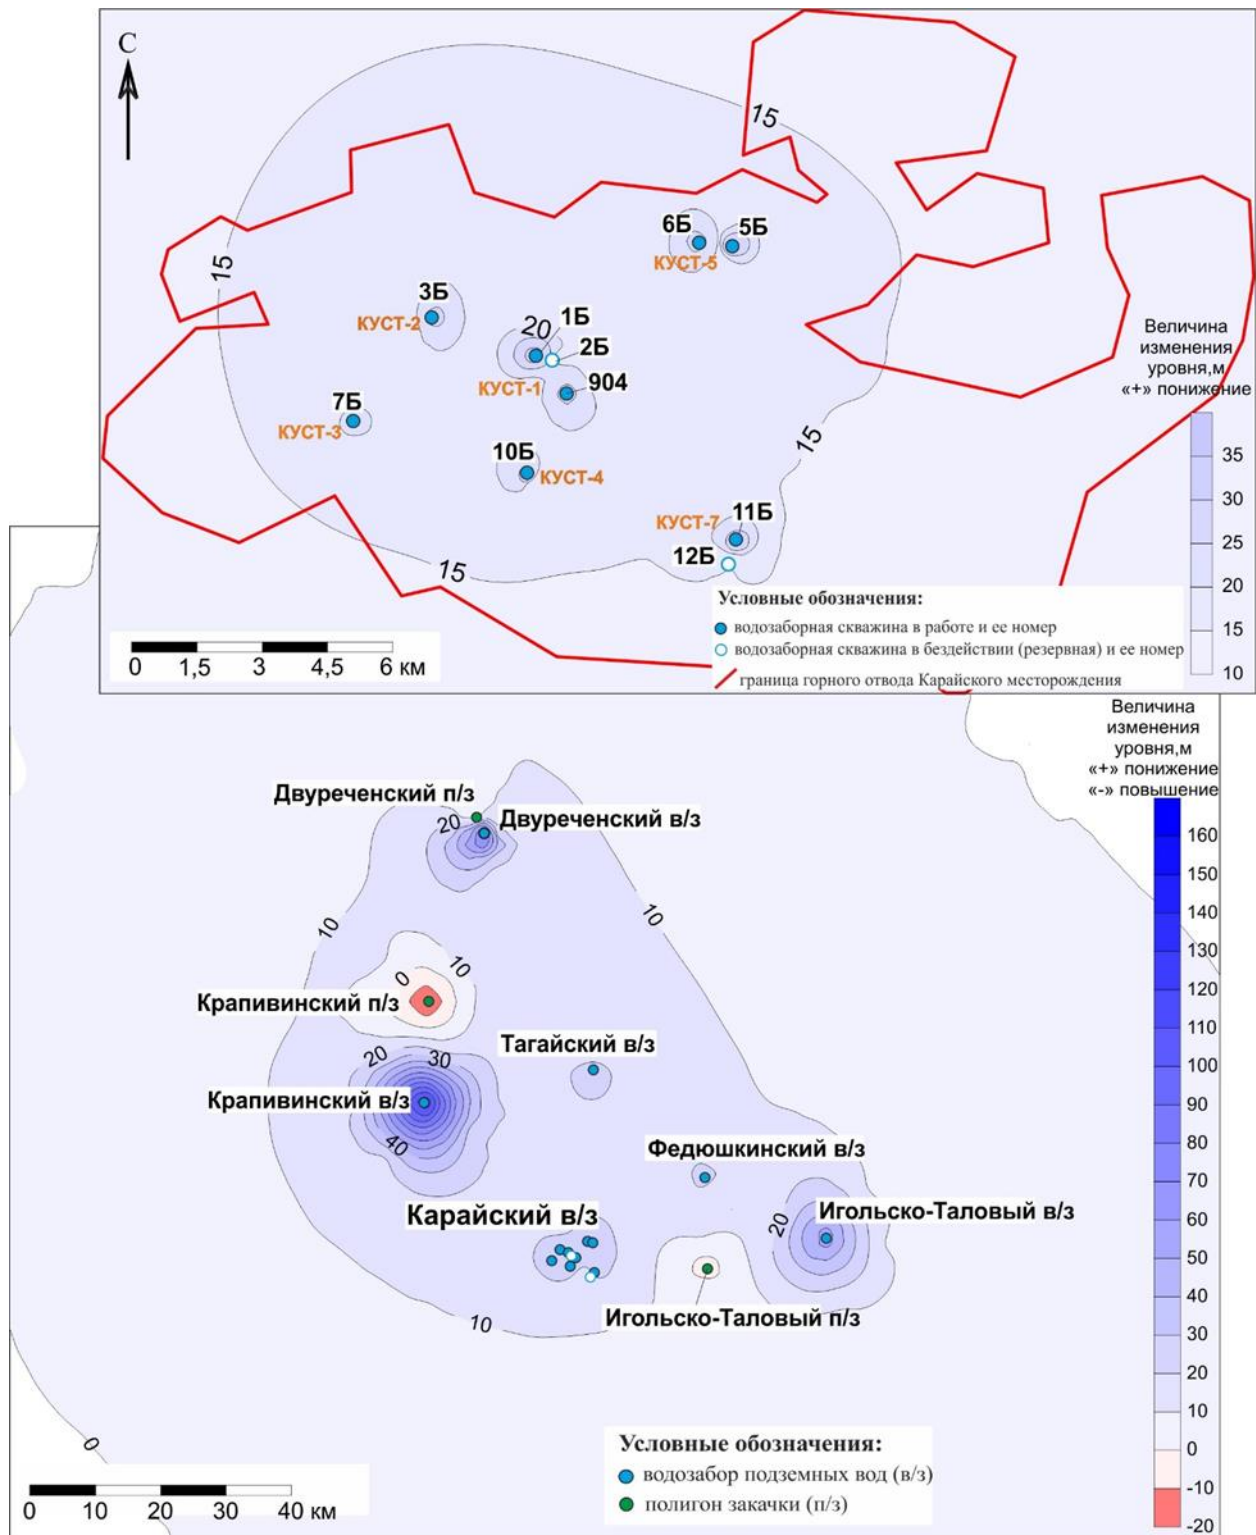 С
15
6Б
5Б
КУСТ-5
15
3Б
КУСТ-2
20
1Б
2Б
КУСТ-1
904
7Б
КУСТ-3
10Б
КУСТ-4
15
КУСТ-7
11Б
12Б
15
Величина
изменения
уровня,м
«+» понижение
35
30
25
20
15
10
Условные обозначения:
водозаборная скважина в работе и ее номер
водозаборная скважина в бездействии (резервная) и ее номер
граница горного отвода Карайского месторождения
0 1,5 3 4,5 6 км
Величина
изменения
уровня,м
«+» понижение
«-» повышение
160
150
140
130
120
110
100
90
80
70
60
50
40
30
20
10
0
-10
-20
Двуреченский п/з
20
Двуреченский в/з
10
10
10
0
Крапивинский п/з
20
30
Тагайский в/з
Крапивинский в/з
40
Федюшкинский в/з
Карайский в/з
20
Игольско-Таловый в/з
10
Игольско-Таловый п/з
0
Условные обозначения:
водозабор подземных вод (в/з)
полигон закачки (п/з)
0 10 20 30 40 км